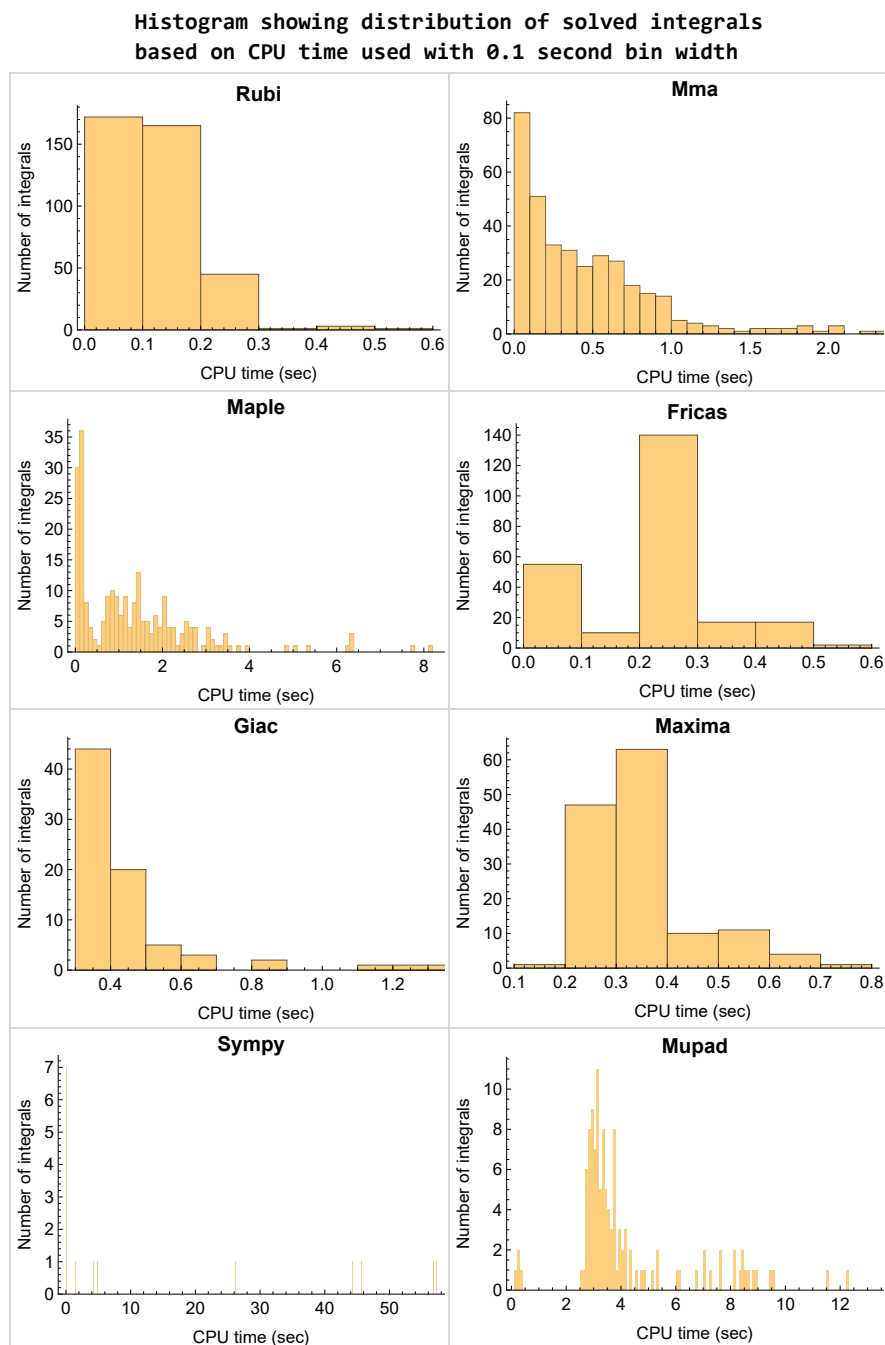 Histogram showing distribution of solved integrals
based on CPU time used with 0.1 second bin width
Rubi
Number of integrals
150
100
50
0
0.0 0.1 0.2 0.3 0.4 0.5 0.6
CPU time (sec)
Mma
Number of integrals
80
60
40
20
0
0.0 0.5 1.0 1.5 2.0
CPU time (sec)
Maple
Number of integrals
35
30
25
20
15
10
5
0
0 2 4 6 8
CPU time (sec)
Fricas
Number of integrals
140
120
100
80
60
40
20
0
0.0 0.1 0.2 0.3 0.4 0.5 0.6
CPU time (sec)
Giac
Number of integrals
40
30
20
10
0
0.4 0.6 0.8 1.0 1.2
CPU time (sec)
Maxima
Number of integrals
60
50
40
30
20
10
0
0.1 0.2 0.3 0.4 0.5 0.6 0.7 0.8
CPU time (sec)
Sympy
Number of integrals
7
6
5
4
3
2
1
0
0 10 20 30 40 50
CPU time (sec)
Mupad
Number of integrals
10
8
6
4
2
0
0 2 4 6 8 10 12
CPU time (sec)